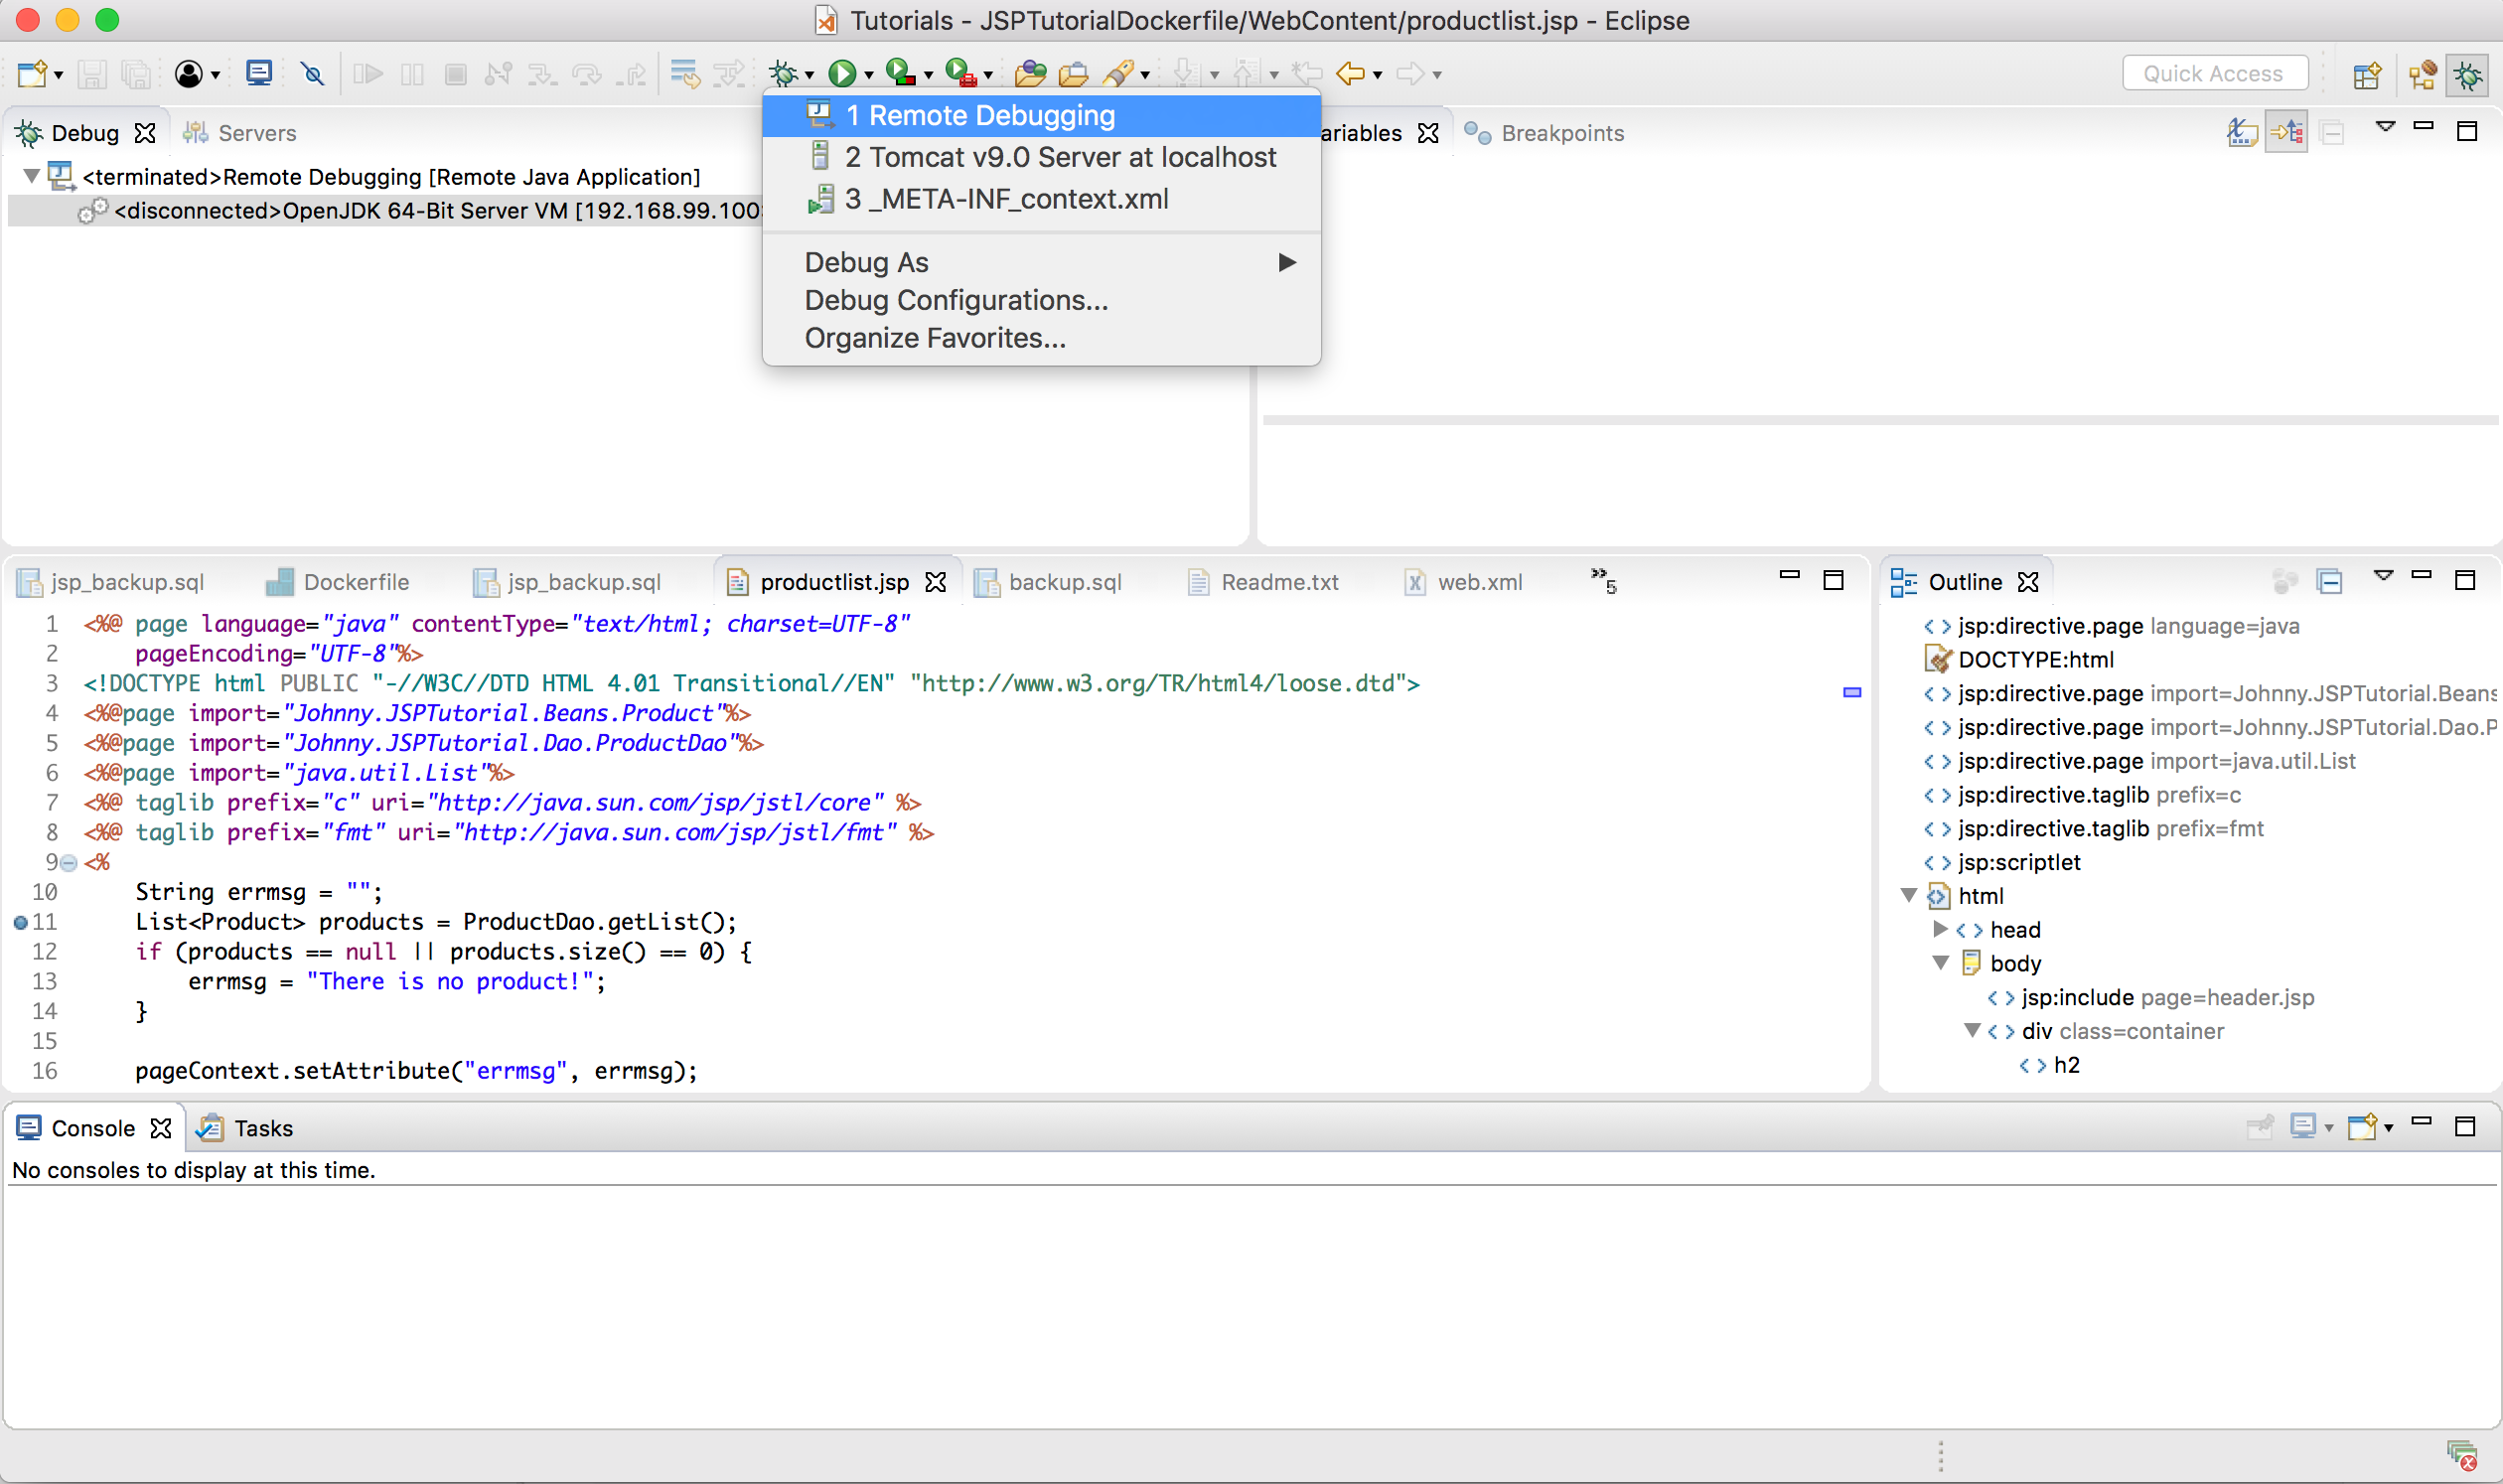 Tutorials - JSPTutorialDockerfile/WebContent/productlist.jsp - Eclipse
Quick Access
Debug
Servers
1 Remote Debugging
2 Tomcat v9.0 Server at localhost
3 _META-INF_context.xml
Debug As
Debug Configurations...
Organize Favorites...
ariables
Breakpoints
<terminated>Remote Debugging [Remote Java Application]
<disconnected>OpenJDK 64-Bit Server VM [192.168.99.100:
jsp_backup.sql
Dockerfile
jsp_backup.sql
productlist.jsp
backup.sql
Readme.txt
web.xml
»5
1 <%@ page language="java" contentType="text/html; charset=UTF-8"
2 pageEncoding="UTF-8"%>
3 <!DOCTYPE html PUBLIC "-//W3C//DTD HTML 4.01 Transitional//EN" "http://www.w3.org/TR/html4/loose.dtd">
4 <%@page import="Johnny.JSPTutorial.Beans.Product"%>
5 <%@page import="Johnny.JSPTutorial.Dao.ProductDao"%>
6 <%@page import="java.util.List"%>
7 <%@ taglib prefix="c" uri="http://java.sun.com/jsp/jstl/core" %>
8 <%@ taglib prefix="fmt" uri="http://java.sun.com/jsp/jstl/fmt" %>
9 <%
10 String errmsg = "";
11 List<Product> products = ProductDao.getList();
12 if (products == null || products.size() == 0) {
13 errmsg = "There is no product!";
14 }
15
16 pageContext.setAttribute("errmsg", errmsg);
Outline
jsp:directive.page language=java
DOCTYPE:html
jsp:directive.page import=Johnny.JSPTutorial.Beans
jsp:directive.page import=Johnny.JSPTutorial.Dao.P
jsp:directive.page import=java.util.List
jsp:directive.taglib prefix=c
jsp:directive.taglib prefix=fmt
jsp:scriptlet
html
head
body
jsp:include page=header.jsp
div class=container
h2
Console
Tasks
No consoles to display at this time.